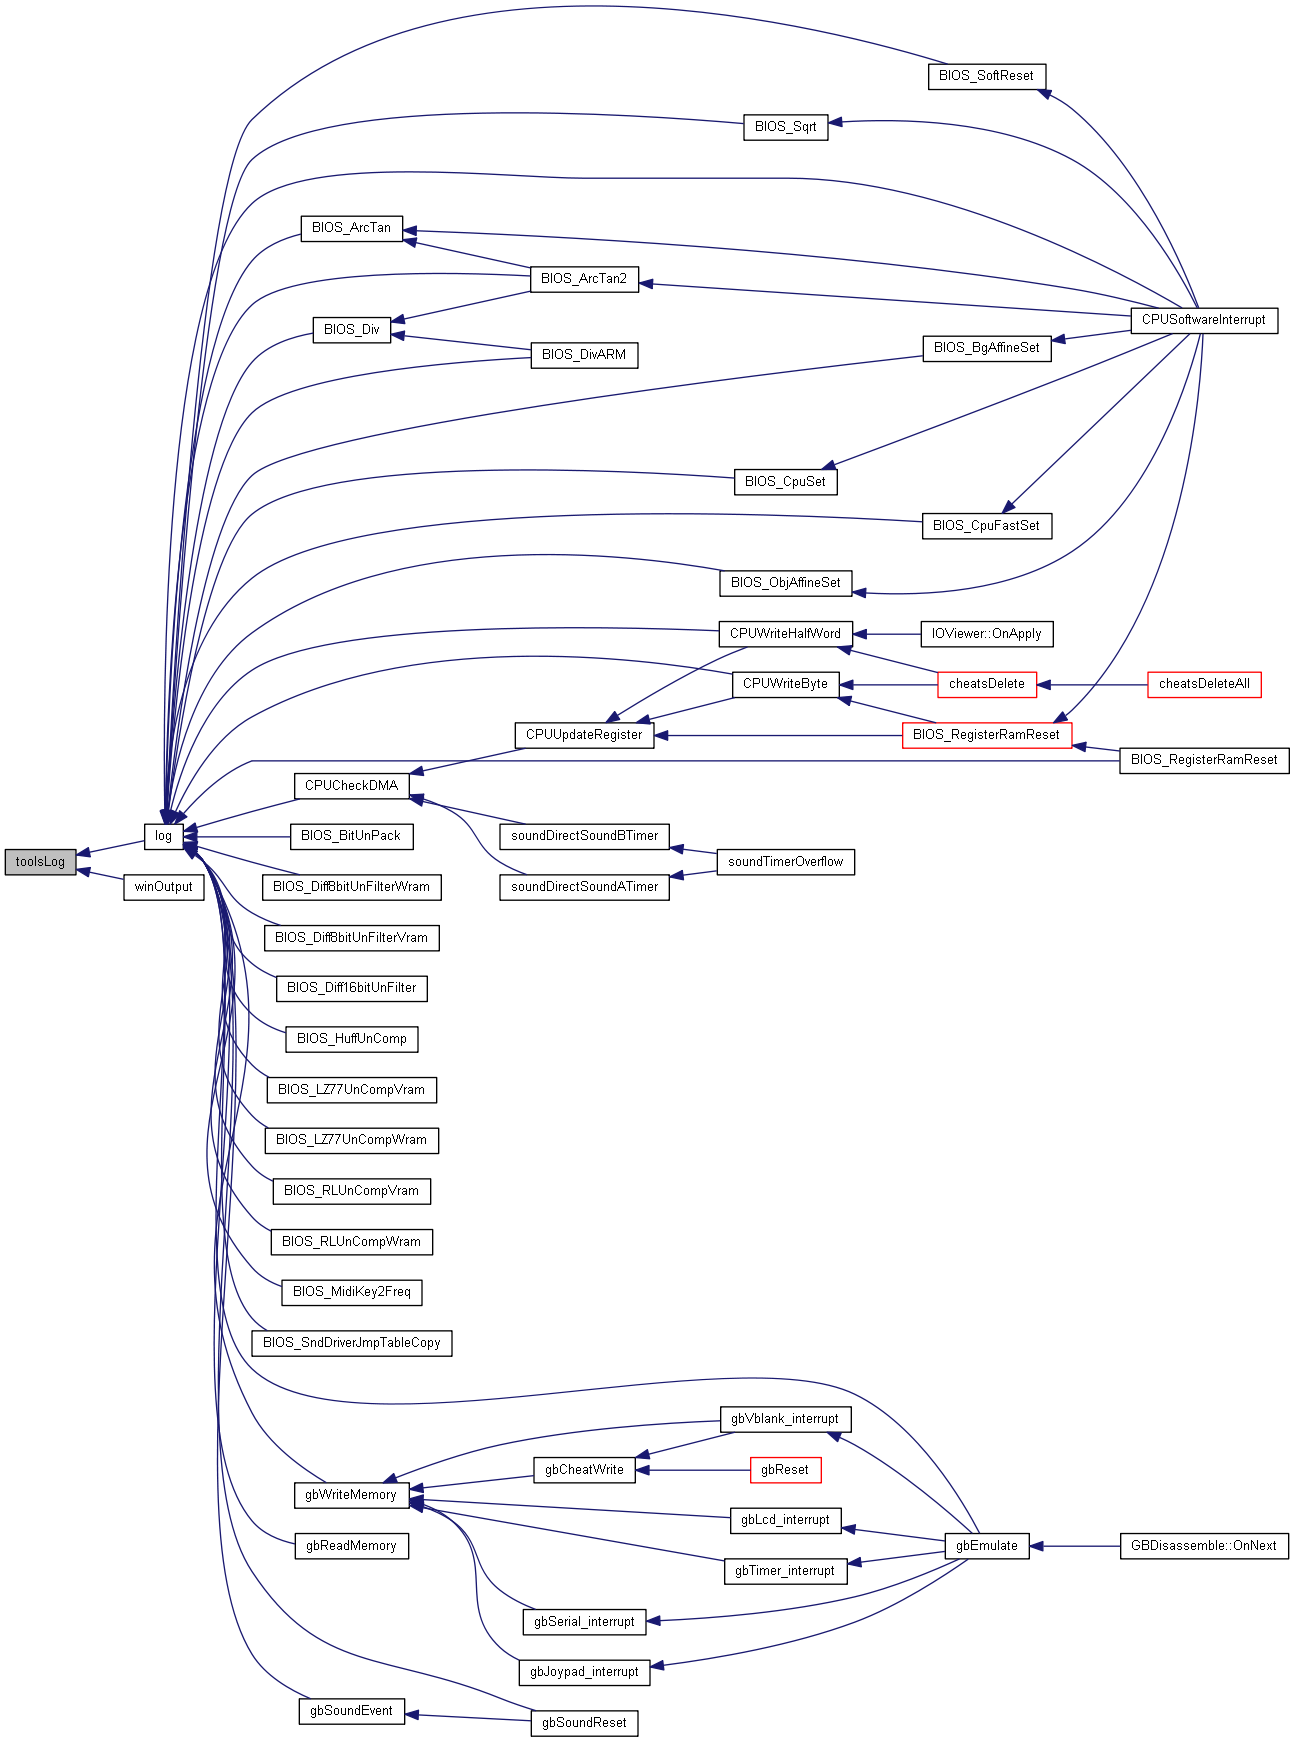 BIOS_SoftReset
BIOS_Sqrt
BIOS_ArcTan
BIOS_ArcTan2
CPUSoftwareInterrupt
BIOS_Div
BIOS_BgAffineSet
BIOS_DivARM
BIOS_CpuSet
BIOS_CpuFastSet
BIOS_ObjAffineSet
CPUWriteHalfWord
IOViewer::OnApply
CPUWriteByte
cheatsDelete
cheatsDeleteAll
CPUUpdateRegister
BIOS_RegisterRamReset
BIOS_RegisterRamReset
CPUCheckDMA
log
BIOS_BitUnPack
soundDirectSoundBTimer
toolsLog
soundTimerOverflow
winOutput
BIOS_Diff8bitUnFilterWram
soundDirectSoundATimer
BIOS_Diff8bitUnFilterVram
BIOS_Diff16bitUnFilter
BIOS_HuffUnComp
BIOS_LZ77UnCompVram
BIOS_LZ77UnCompWram
BIOS_RLUnCompVram
BIOS_RLUnCompWram
BIOS_MidiKey2Freq
BIOS_SndDriverJmpTableCopy
gbVblank_interrupt
gbCheatWrite
gbReset
gbWriteMemory
gbLcd_interrupt
gbReadMemory
gbEmulate
GBDisassemble::OnNext
gbTimer_interrupt
gbSerial_interrupt
gbJoypad_interrupt
gbSoundEvent
gbSoundReset